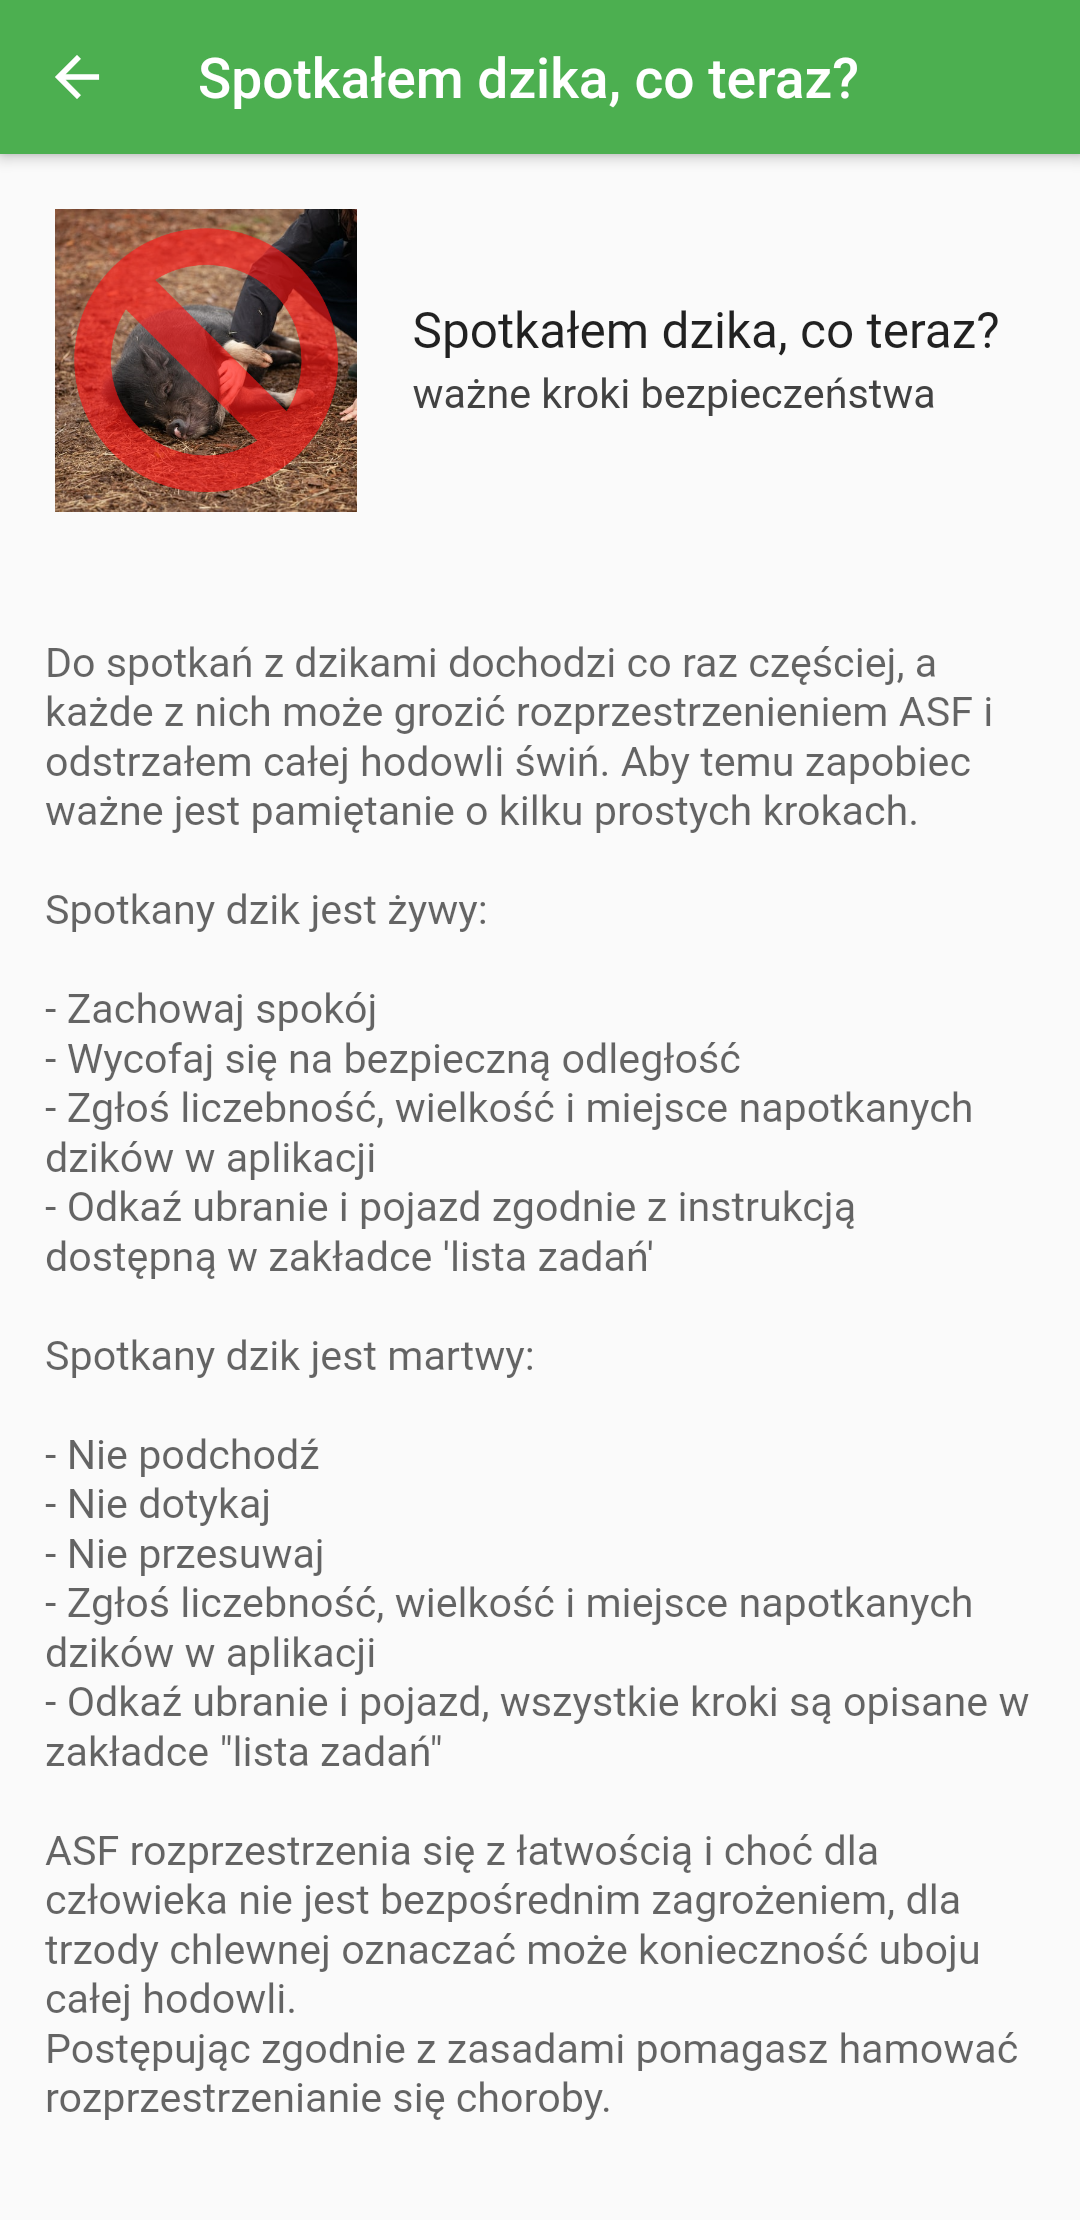 Spotkałem dzika, co teraz?
Spotkałem dzika, co teraz?
ważne kroki bezpieczeństwa
Do spotkań z dzikami dochodzi co raz częściej, a
każde z nich może grozić rozprzestrzenieniem ASF i
odstrzałem całej hodowli świń. Aby temu zapobiec
ważne jest pamiętanie o kilku prostych krokach.
Spotkany dzik jest żywy:
- Zachowaj spokój
- Wycofaj się na bezpieczną odległość
- Zgłoś liczebność, wielkość i miejsce napotkanych
dzików w aplikacji
- Odkaź ubranie i pojazd zgodnie z instrukcją
dostępną w zakładce 'lista zadań'
Spotkany dzik jest martwy:
- Nie podchodź
- Nie dotykaj
- Nie przesuwaj
- Zgłoś liczebność, wielkość i miejsce napotkanych
dzików w aplikacji
- Odkaź ubranie i pojazd, wszystkie kroki są opisane w
zakładce "lista zadań"
ASF rozprzestrzenia się z łatwością i choć dla
człowieka nie jest bezpośrednim zagrożeniem, dla
trzody chlewnej oznaczać może konieczność uboju
całej hodowli.
Postępując zgodnie z zasadami pomagasz hamować
rozprzestrzenianie się choroby.